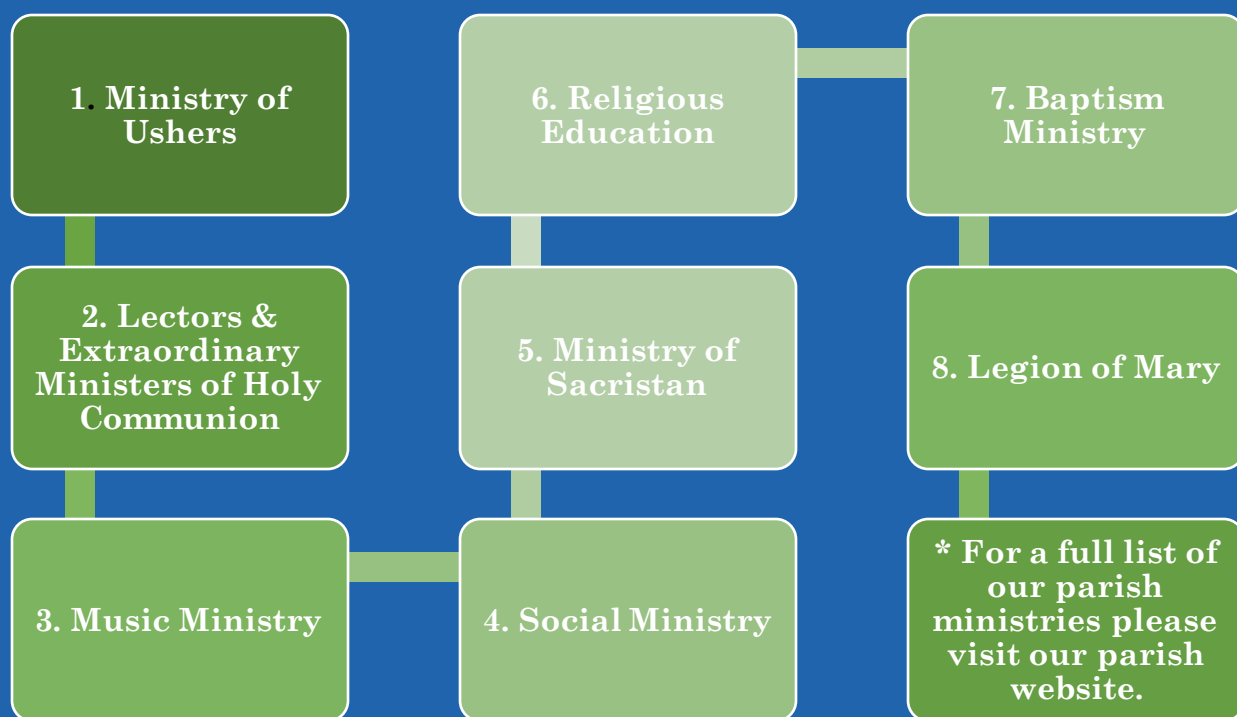 1. Ministry of
Ushers
2. Lectors &
Extraordinary
Ministers of Holy
Communion
3. Music Ministry
4. Social Ministry
5. Ministry of
Sacristan
6. Religious
Education
7. Baptism
Ministry
8. Legion of Mary
* For a full list of
our parish
ministries please
visit our parish
website.